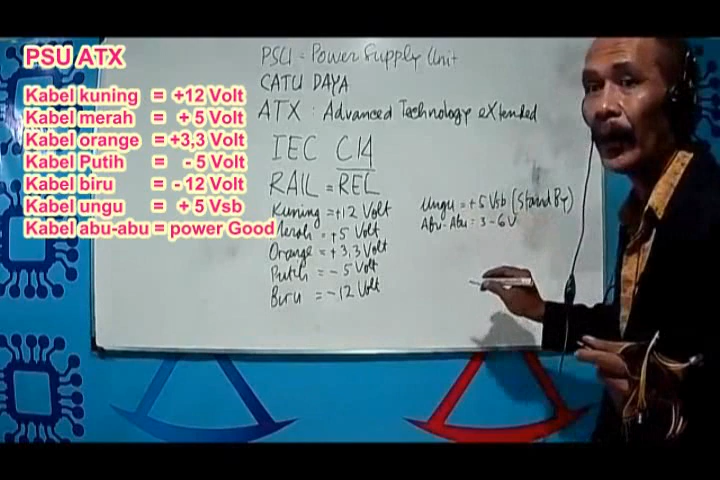 PSU ATX
Kabel kuning = +12 Volt
Kabel merah = + 5 Volt
Kabel orange = +3,3 Volt
Kabel Putih = - 5 Volt
Kabel biru = - 12 Volt
Kabel ungu = + 5 Vsb
Kabel abu-abu = power Good
PSU = Power Supply Unit
CATU DAYA
ATX : Advanced Technology eXtended
IEC C14
RAIL = REL
Kuning = +12 Volt
Merah = +5 Volt
Orange = +3,3 Volt
Putih = - 5 Volt
Biru = - 12 Volt
Ungu = + 5 Vsb (Stand By)
Abu-Abu = 3 - 6 V